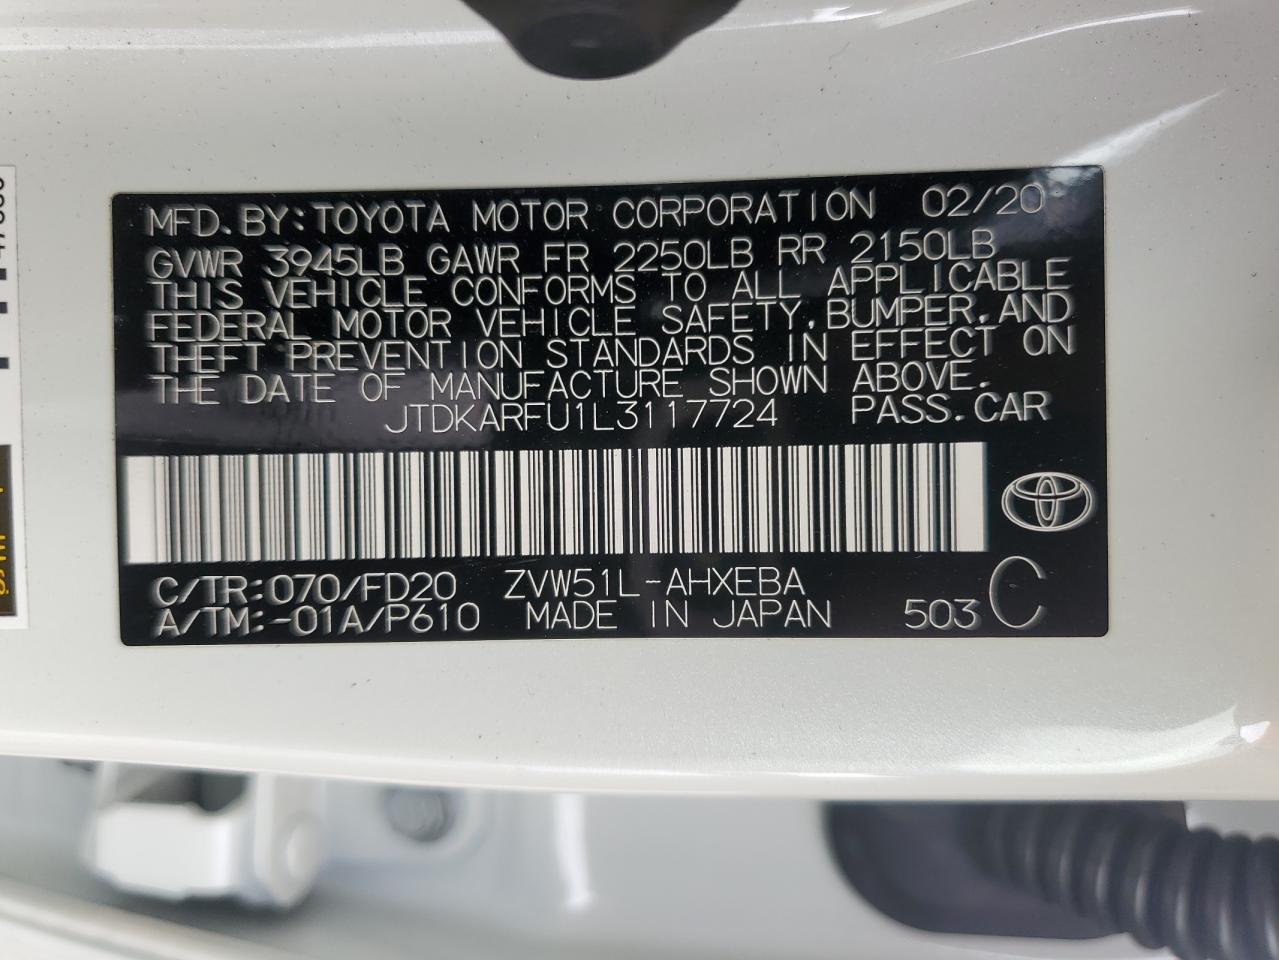 MFD. BY: TOYOTA MOTOR CORPORATION 02/20
GVWR 3945LB GAWR FR 2250LB RR 2150LB
THIS VEHICLE CONFORMS TO ALL APPLICABLE
FEDERAL MOTOR VEHICLE SAFETY, BUMPER, AND
THEFT PREVENTION STANDARDS IN EFFECT ON
THE DATE OF MANUFACTURE SHOWN ABOVE.
JTDKARFU1L3117724 PASS. CAR
C/TR: 070/FD20 ZVW51L-AHXEBA
A/TM: -01A/P610 MADE IN JAPAN 503 C